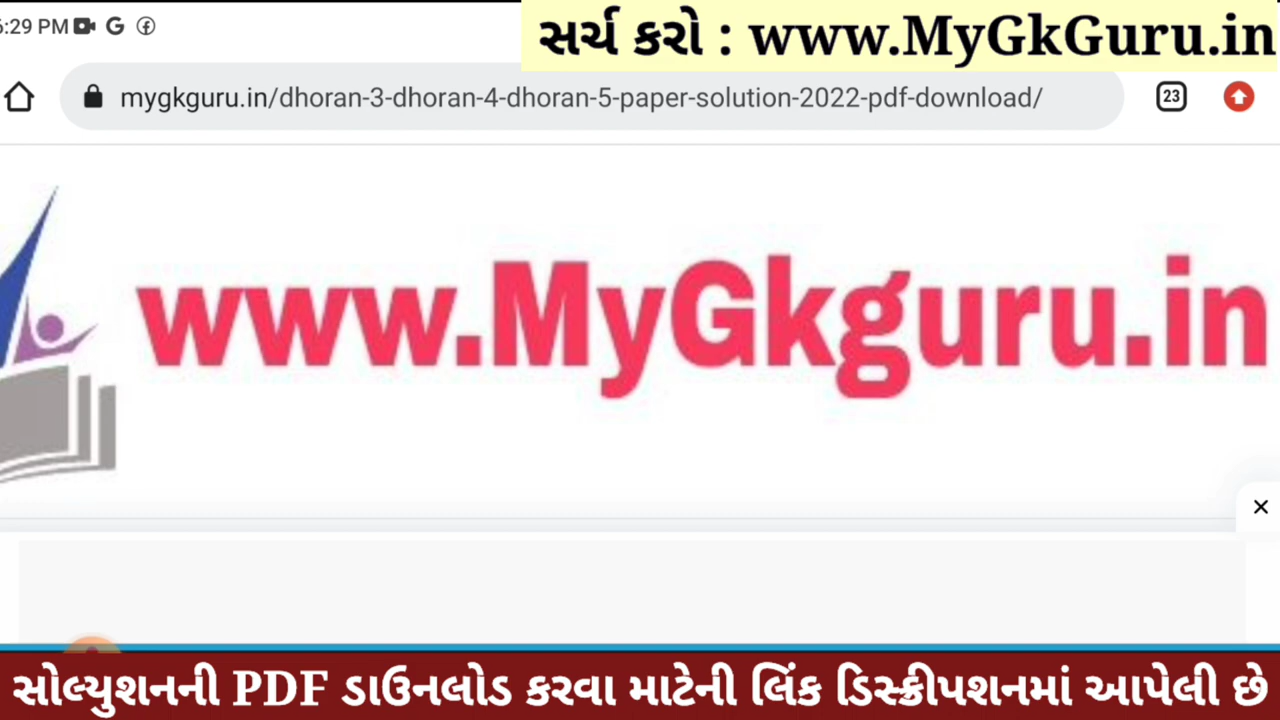 6:29 PM
સર્ચ કરો : www.MyGkGuru.in
mygkguru.in/dhoran-3-dhoran-4-dhoran-5-paper-solution-2022-pdf-download/
23
www.MyGkguru.in
સોલ્યુશનની PDF ડાઉનલોડ કરવા માટેની લિંક ડિસ્ક્રીપશનમાં આપેલી છે